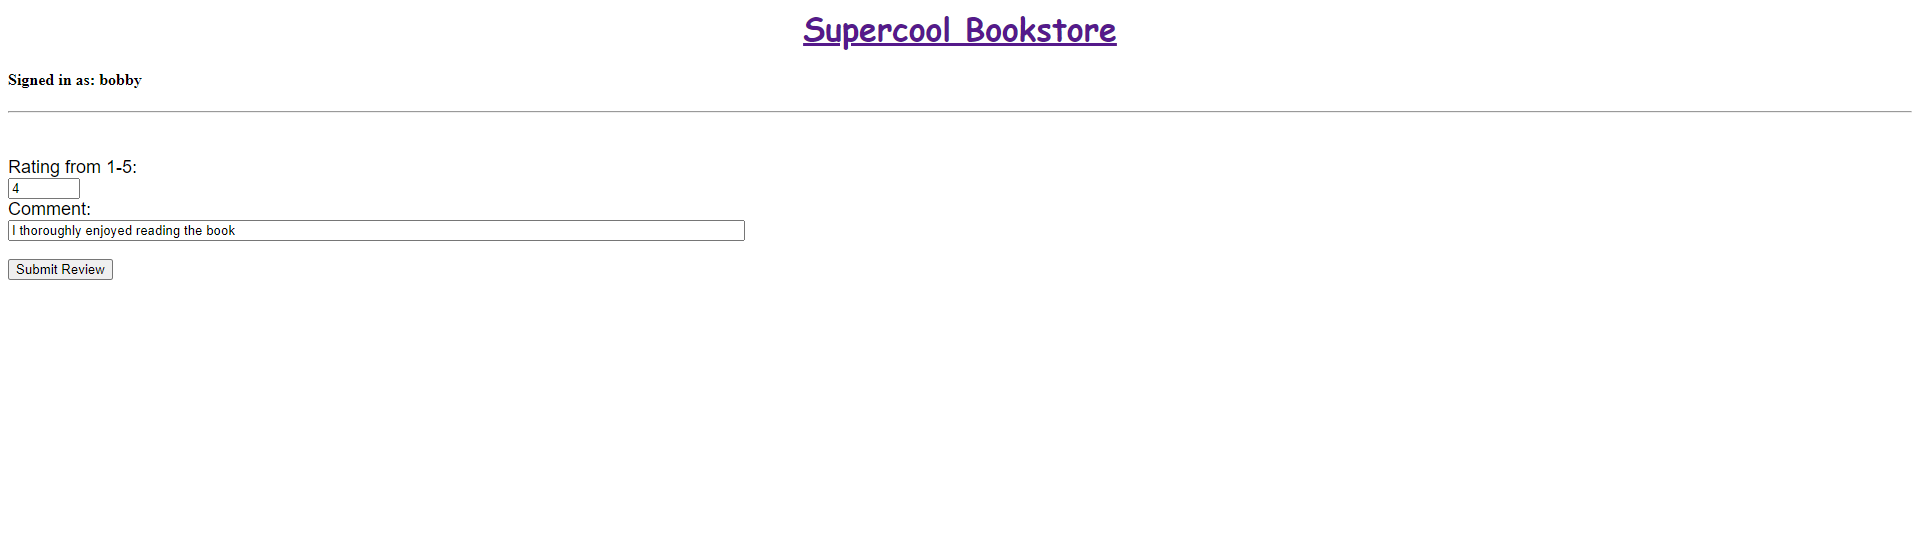 Supercool Bookstore
Signed in as: bobby
Rating from 1-5:
4
Comment:
I thoroughly enjoyed reading the book
Submit Review